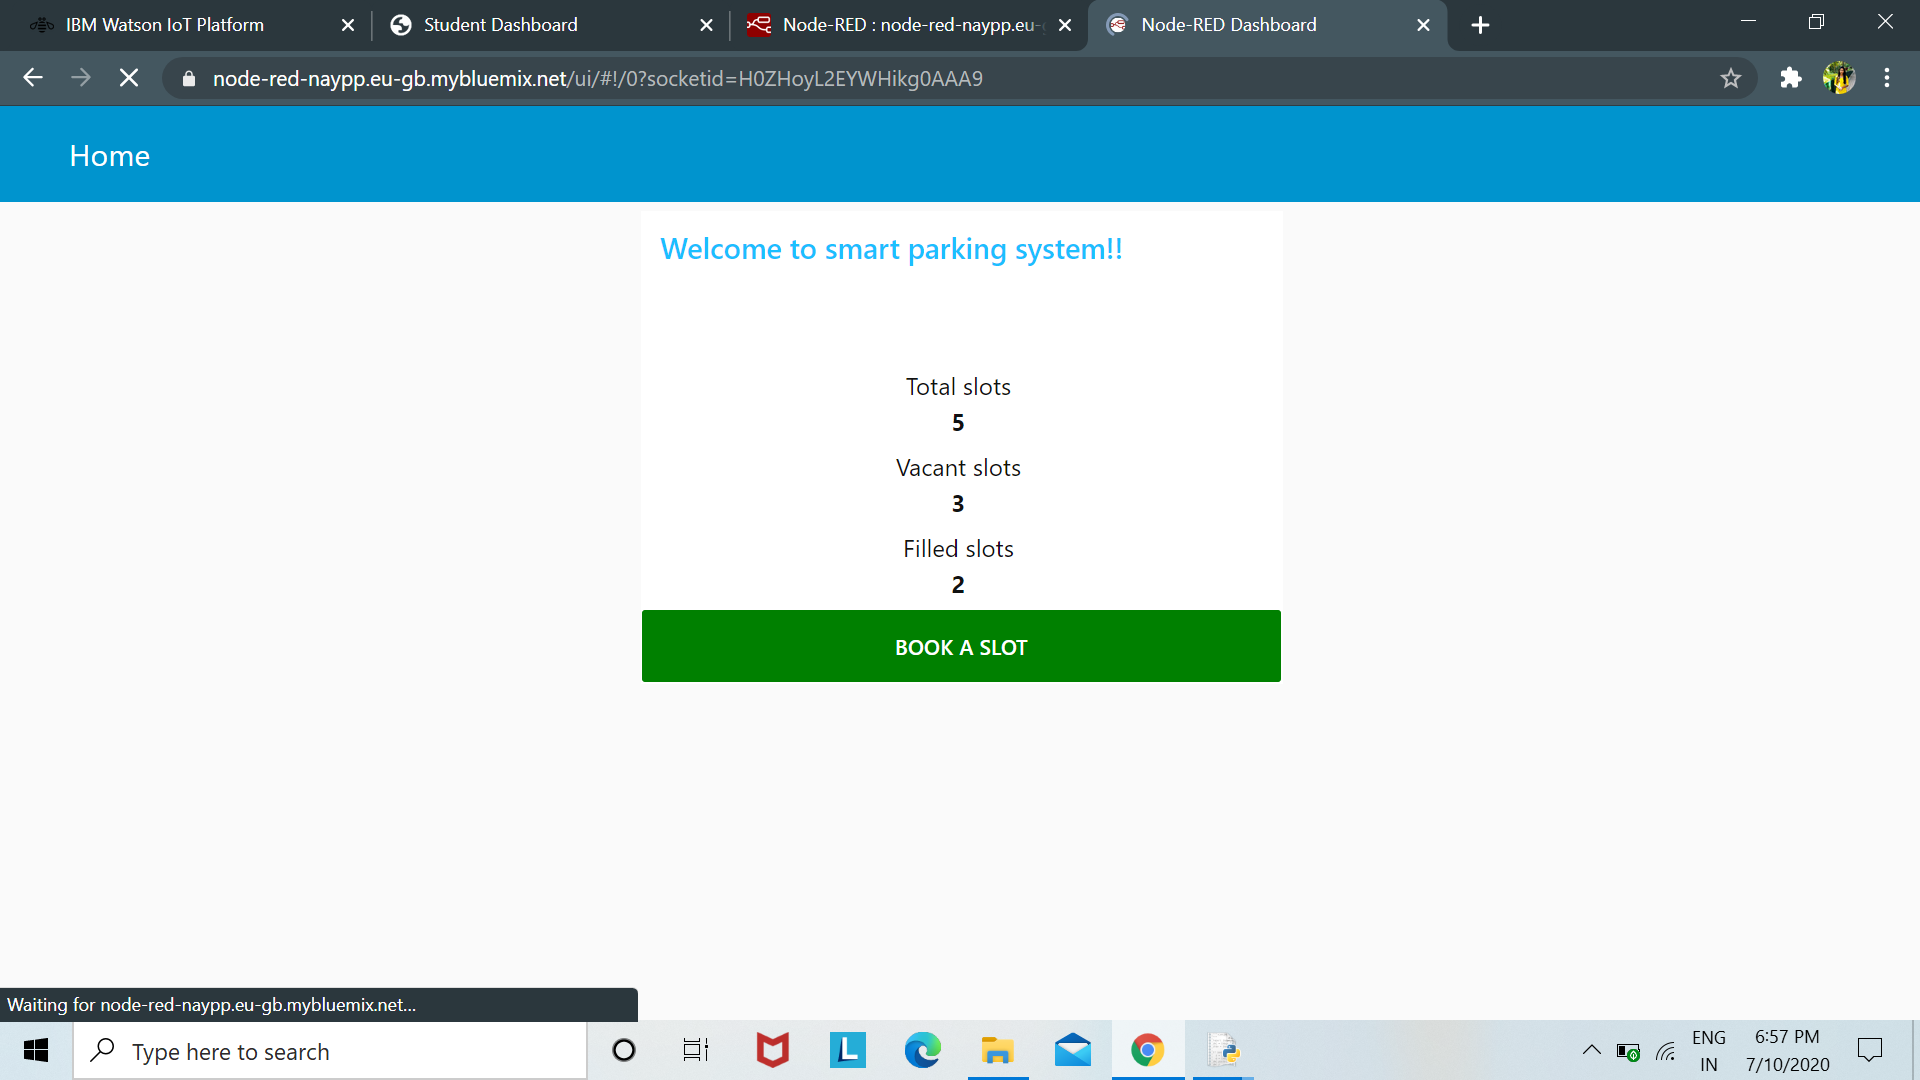 IBM Watson IoT Platform
Student Dashboard
Node-RED : node-red-naypp.eu-g
Node-RED Dashboard
node-red-naypp.eu-gb.mybluemix.net/ui/#!/0?socketid=H0ZHoyL2EYWHikg0AAA9
Home
Welcome to smart parking system!!
Total slots
5
Vacant slots
3
Filled slots
2
BOOK A SLOT
Waiting for node-red-naypp.eu-gb.mybluemix.net...
Type here to search
L
ENG
IN
6:57 PM
7/10/2020